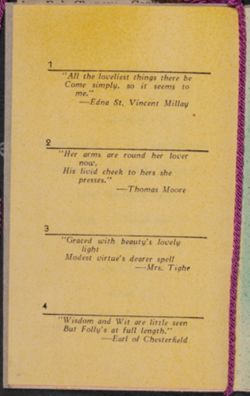 1
"All the loveliest things there be
Come simply, so it seems to
me."
—Edna St. Vincent Millay
2
"Her arms are round her lover
now,
His livid cheek to hers she
presses."
—Thomas Moore
3
"Graced with beauty's lovely
light
Modest virtue's dearer spell
—Mrs. Tighe
4
"Wisdom and Wit are little seen
But Folly's at full length."
—Earl of Chesterfield